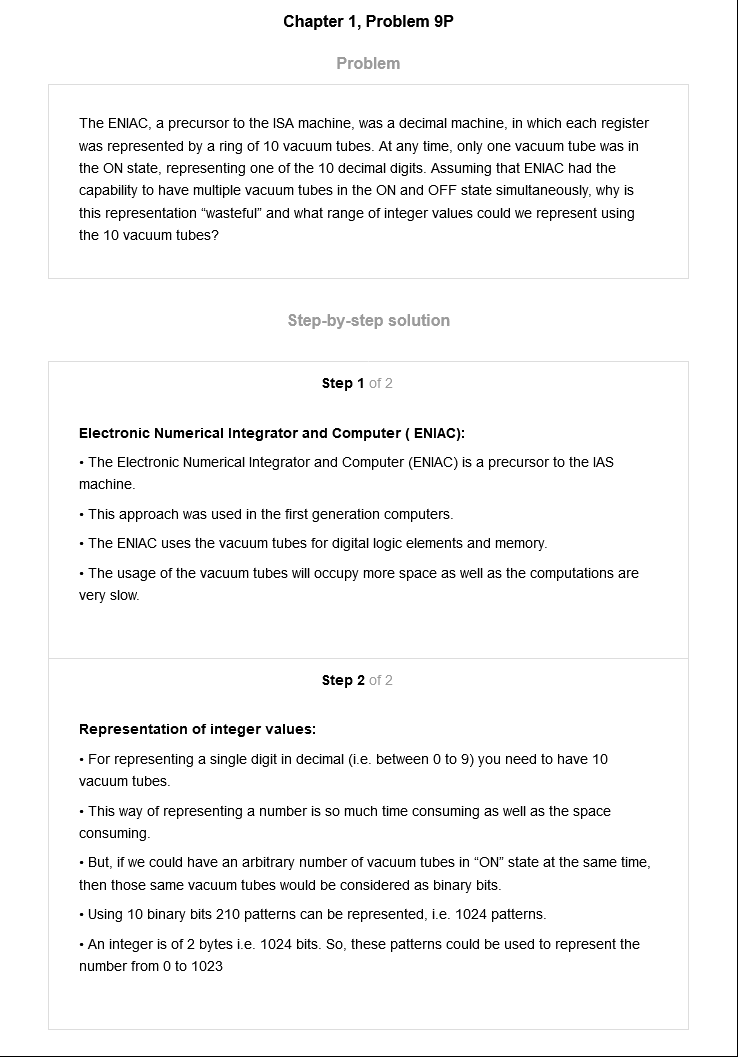 Chapter 1, Problem 9P
Problem
The ENIAC, a precursor to the ISA machine, was a decimal machine, in which each register
was represented by a ring of 10 vacuum tubes. At any time, only one vacuum tube was in
the ON state, representing one of the 10 decimal digits. Assuming that ENIAC had the
capability to have multiple vacuum tubes in the ON and OFF state simultaneously, why is
this representation “wasteful” and what range of integer values could we represent using
the 10 vacuum tubes?
Step-by-step solution
Step 1 of 2
Electronic Numerical Integrator and Computer ( ENIAC):
• The Electronic Numerical Integrator and Computer (ENIAC) is a precursor to the IAS
machine.
• This approach was used in the first generation computers.
• The ENIAC uses the vacuum tubes for digital logic elements and memory.
• The usage of the vacuum tubes will occupy more space as well as the computations are
very slow.
Step 2 of 2
Representation of integer values:
• For representing a single digit in decimal (i.e. between 0 to 9) you need to have 10
vacuum tubes.
• This way of representing a number is so much time consuming as well as the space
consuming.
• But, if we could have an arbitrary number of vacuum tubes in “ON” state at the same time,
then those same vacuum tubes would be considered as binary bits.
• Using 10 binary bits 210 patterns can be represented, i.e. 1024 patterns.
• An integer is of 2 bytes i.e. 1024 bits. So, these patterns could be used to represent the
number from 0 to 1023